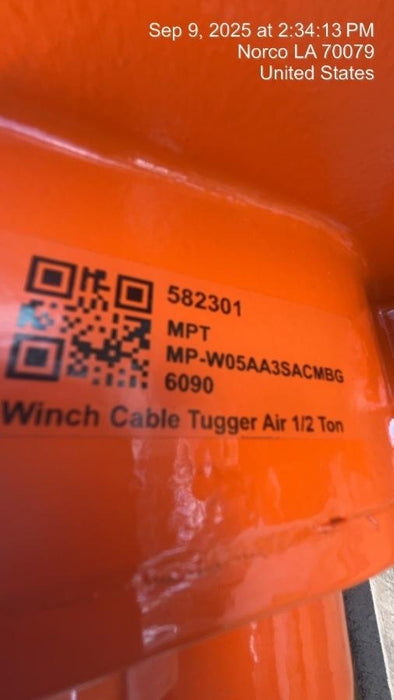 Sep 9, 2025 at 2:34:13 PM
Norco LA 70079
United States
582301
MPT
MP-W05AA3SACMBG
6090
Winch Cable Tugger Air 1/2 Ton